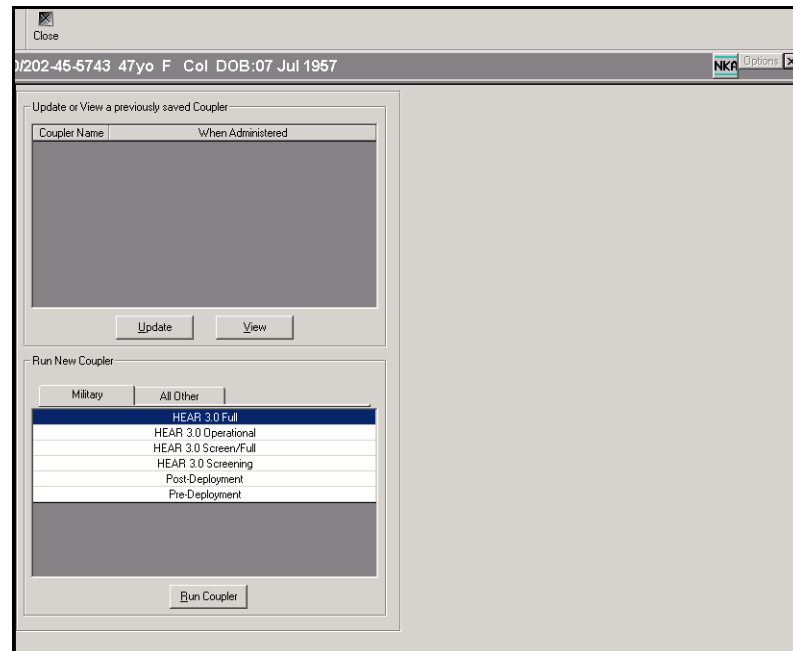 Close
0/202-45-5743 47yo F Col DOB:07 Jul 1957
NKA Options
Update or View a previously saved Coupler
Coupler Name When Administered
Update View
Run New Coupler
Military All Other
HEAR 3.0 Full
HEAR 3.0 Operational
HEAR 3.0 Screen/Full
HEAR 3.0 Screening
Post-Deployment
Pre-Deployment
Run Coupler